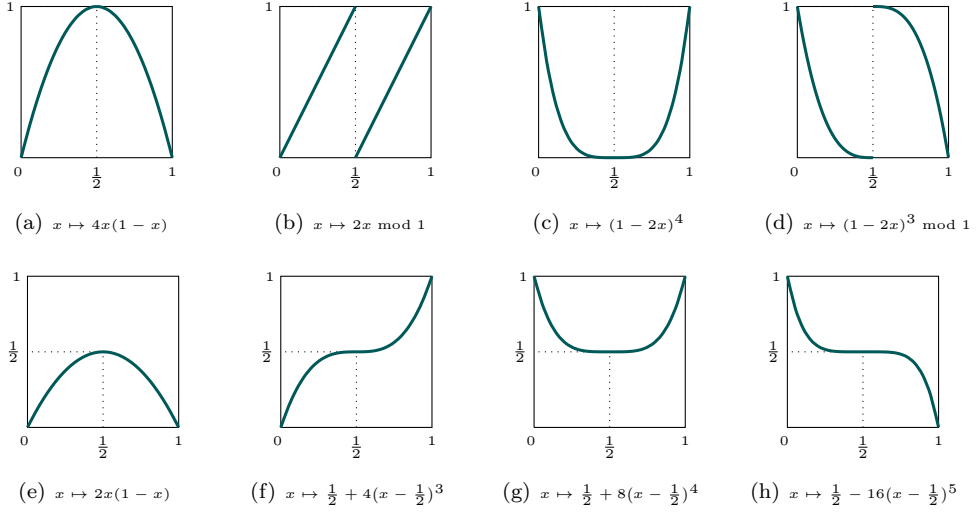 1 1 1 1
0 1/2 1 0 1/2 1 0 1/2 1 0 1/2 1
(a) x ↦ 4x(1 − x) (b) x ↦ 2x mod 1 (c) x ↦ (1 − 2x)⁴ (d) x ↦ (1 − 2x)³ mod 1
1 1 1 1
1/2 1/2 1/2 1/2
0 1/2 1 0 1/2 1 0 1/2 1 0 1/2 1
(e) x ↦ 2x(1 − x) (f) x ↦ 1/2 + 4(x − 1/2)³ (g) x ↦ 1/2 + 8(x − 1/2)⁴ (h) x ↦ 1/2 − 16(x − 1/2)⁵